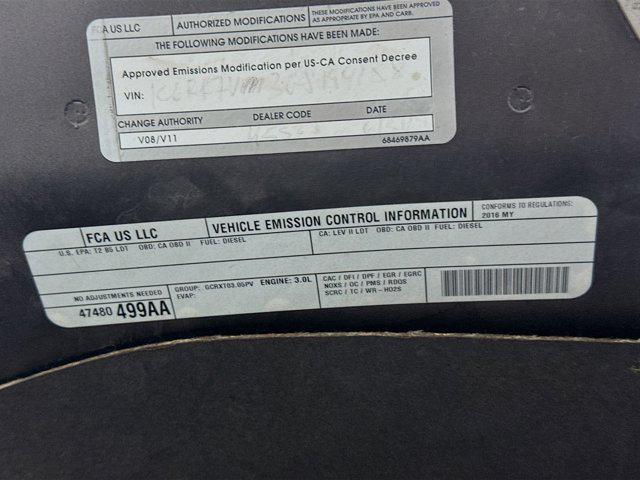 FCA US LLC
AUTHORIZED MODIFICATIONS
THESE MODIFICATIONS HAVE BEEN APPROVED
AS APPROPRIATE BY EPA AND CARB.
THE FOLLOWING MODIFICATIONS HAVE BEEN MADE:
Approved Emissions Modification per US-CA Consent Decree
VIN:
CHANGE AUTHORITY DEALER CODE DATE
V08/V11
68469879AA
FCA US LLC
VEHICLE EMISSION CONTROL INFORMATION
CONFORMS TO REGULATIONS:
2016 MY
U.S. EPA: T2 B5 LDT OBD: CA OBD II FUEL: DIESEL
CA: LEV II LDT OBD: CA OBD II FUEL: DIESEL
NO ADJUSTMENTS NEEDED
47480 499AA
GROUP: GCRXT03.05PV ENGINE: 3.0L
EVAP:
CAC / DFI / DPF / EGR / EGRC
NOXS / OC / PMS / RDQS
SCRC / TC / WR-HO2S